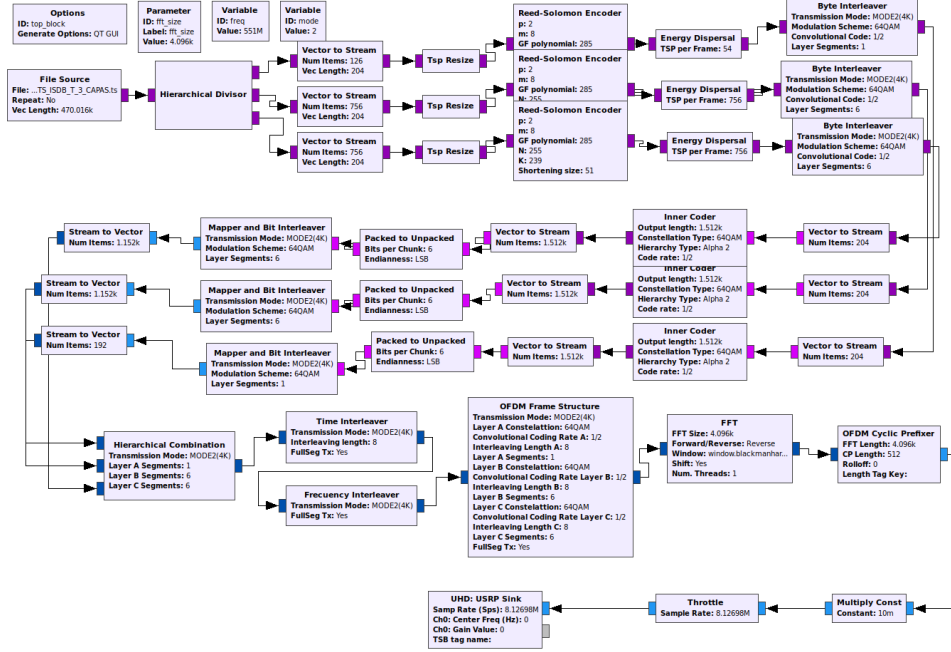 Options
ID: top_block
Generate Options: QT GUI
Parameter
ID: fft_size
Label: fft_size
Value: 4.096k
Variable
ID: freq
Value: 551M
Variable
ID: mode
Value: 2
File Source
File: ...TS_ISDB_T_3_CAPAS.ts
Repeat: No
Vec Length: 470.016k
Hierarchical Divisor
Vector to Stream
Num Items: 126
Vec Length: 204
Vector to Stream
Num Items: 756
Vec Length: 204
Vector to Stream
Num Items: 756
Vec Length: 204
Tsp Resize
Tsp Resize
Tsp Resize
Reed-Solomon Encoder
p: 2
m: 8
GF polynomial: 285
Reed-Solomon Encoder
p: 2
m: 8
GF polynomial: 285
N: 255
Reed-Solomon Encoder
p: 2
m: 8
GF polynomial: 285
N: 255
K: 239
Shortening size: 51
Energy Dispersal
TSP per Frame: 54
Energy Dispersal
TSP per Frame: 756
Energy Dispersal
TSP per Frame: 756
Byte Interleaver
Transmission Mode: MODE2(4K)
Modulation Scheme: 64QAM
Convolutional Code: 1/2
Layer Segments: 1
Byte Interleaver
Transmission Mode: MODE2(4K)
Modulation Scheme: 64QAM
Convolutional Code: 1/2
Layer Segments: 6
Byte Interleaver
Transmission Mode: MODE2(4K)
Modulation Scheme: 64QAM
Convolutional Code: 1/2
Layer Segments: 6
Stream to Vector
Num Items: 1.152k
Mapper and Bit Interleaver
Transmission Mode: MODE2(4K)
Modulation Scheme: 64QAM
Layer Segments: 6
Packed to Unpacked
Bits per Chunk: 6
Endianness: LSB
Vector to Stream
Num Items: 1.512k
Inner Coder
Output length: 1.512k
Constellation Type: 64QAM
Hierarchy Type: Alpha 2
Code rate: 1/2
Vector to Stream
Num Items: 204
Stream to Vector
Num Items: 1.152k
Mapper and Bit Interleaver
Transmission Mode: MODE2(4K)
Modulation Scheme: 64QAM
Layer Segments: 6
Packed to Unpacked
Bits per Chunk: 6
Endianness: LSB
Vector to Stream
Num Items: 1.512k
Inner Coder
Output length: 1.512k
Constellation Type: 64QAM
Hierarchy Type: Alpha 2
Code rate: 1/2
Vector to Stream
Num Items: 204
Stream to Vector
Num Items: 192
Mapper and Bit Interleaver
Transmission Mode: MODE2(4K)
Modulation Scheme: 64QAM
Layer Segments: 1
Packed to Unpacked
Bits per Chunk: 6
Endianness: LSB
Vector to Stream
Num Items: 1.512k
Inner Coder
Output length: 1.512k
Constellation Type: 64QAM
Hierarchy Type: Alpha 2
Code rate: 1/2
Vector to Stream
Num Items: 204
Hierarchical Combination
Transmission Mode: MODE2(4K)
Layer A Segments: 1
Layer B Segments: 6
Layer C Segments: 6
Time Interleaver
Transmission Mode: MODE2(4K)
Interleaving length: 8
FullSeg Tx: Yes
Frecuency Interleaver
Transmission Mode: MODE2(4K)
FullSeg Tx: Yes
OFDM Frame Structure
Transmission Mode: MODE2(4K)
Layer A Constelattion: 64QAM
Convolutional Coding Rate A: 1/2
Interleaving Length A: 8
Layer A Segments: 1
Layer B Constelattion: 64QAM
Convolutional Coding Rate Layer B: 1/2
Interleaving Length B: 8
Layer B Segments: 6
Layer C Constelattion: 64QAM
Convolutional Coding Rate Layer C: 1/2
Interleaving Length C: 8
Layer C Segments: 6
FullSeg Tx: Yes
FFT
FFT Size: 4.096k
Forward/Reverse: Reverse
Window: window.blackmanhar...
Shift: Yes
Num. Threads: 1
OFDM Cyclic Prefixer
FFT Length: 4.096k
CP Length: 512
Rolloff: 0
Length Tag Key:
UHD: USRP Sink
Samp Rate (Sps): 8.12698M
Ch0: Center Freq (Hz): 0
Ch0: Gain Value: 0
TSB tag name:
Throttle
Sample Rate: 8.12698M
Multiply Const
Constant: 10m